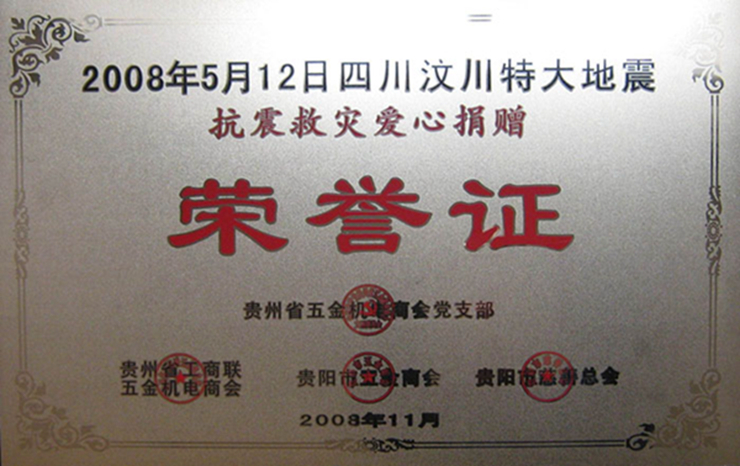 2008年5月12日四川汶川特大地震
抗震救灾爱心捐赠
荣誉证
贵州省五金机电商会党支部
贵州省工商联
五金机电商会
贵阳市五金商会
贵阳市慈善总会
2008年11月